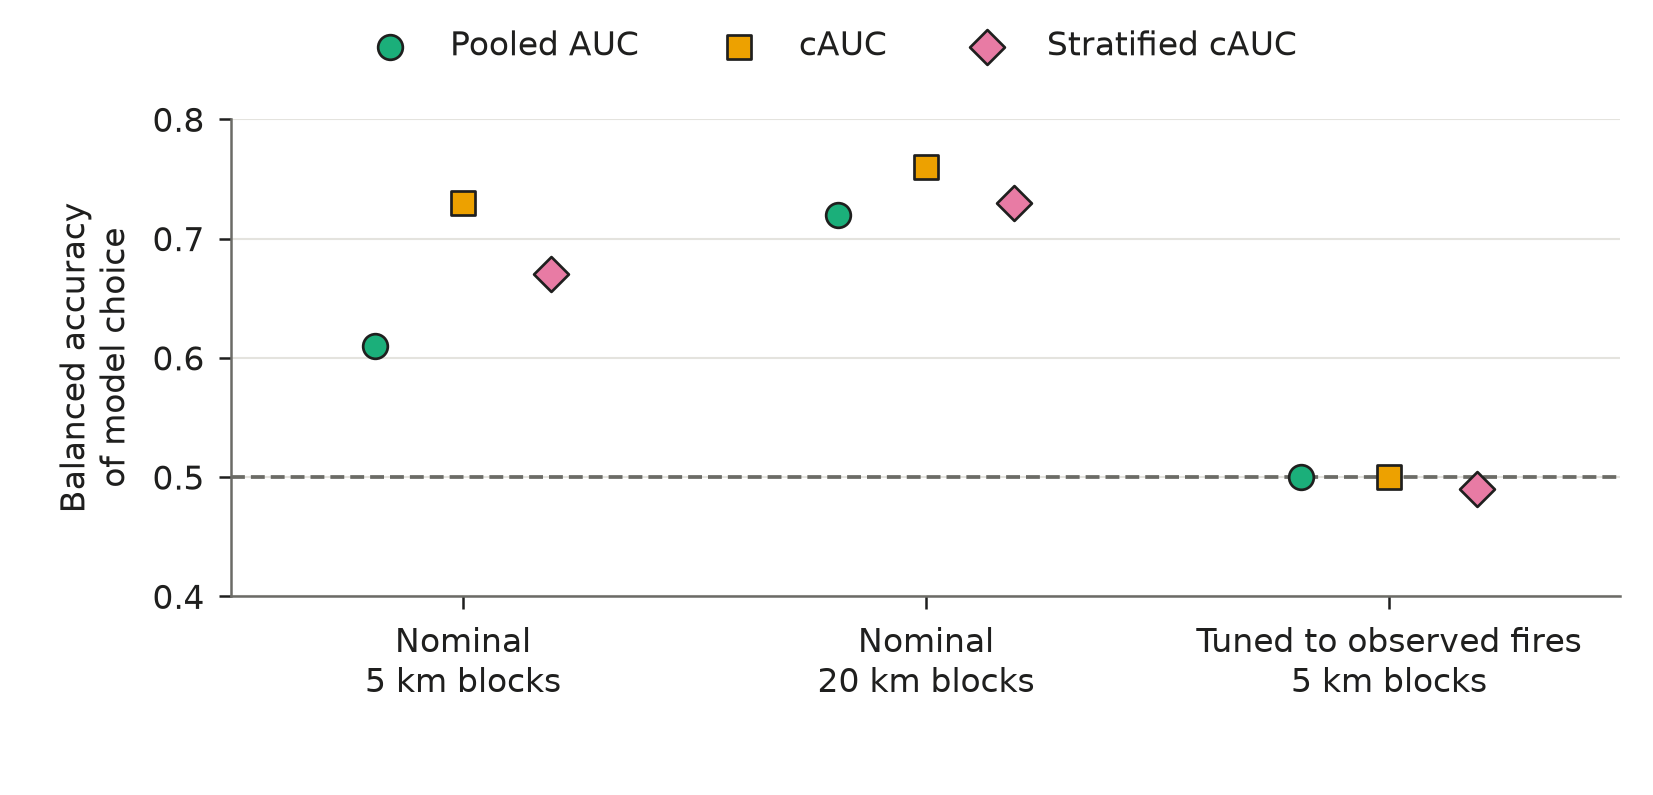 Pooled AUC
cAUC
Stratified cAUC
Balanced accuracy
of model choice
0.8
0.7
0.6
0.5
0.4
Nominal
5 km blocks
Nominal
20 km blocks
Tuned to observed fires
5 km blocks